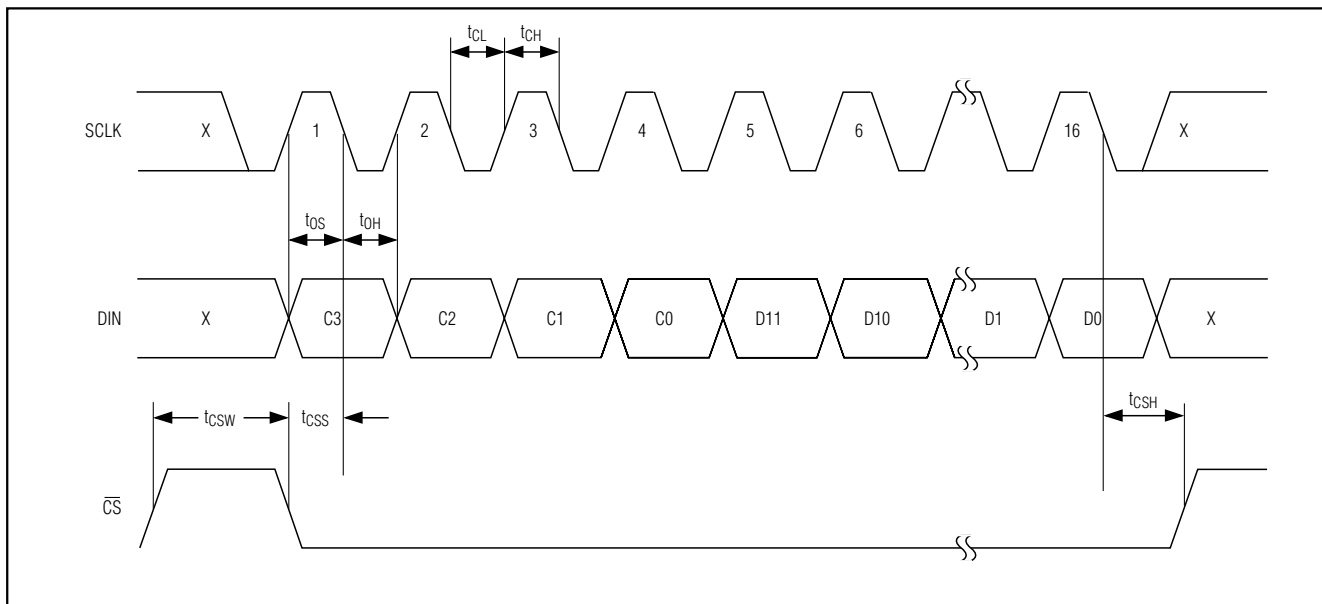 tCL tCH
SCLK X 1 2 3 4 5 6 16 X
tOS tOH
DIN X C3 C2 C1 C0 D11 D10 D1 D0 X
tCSW tCSS tCSH
C̅S̅